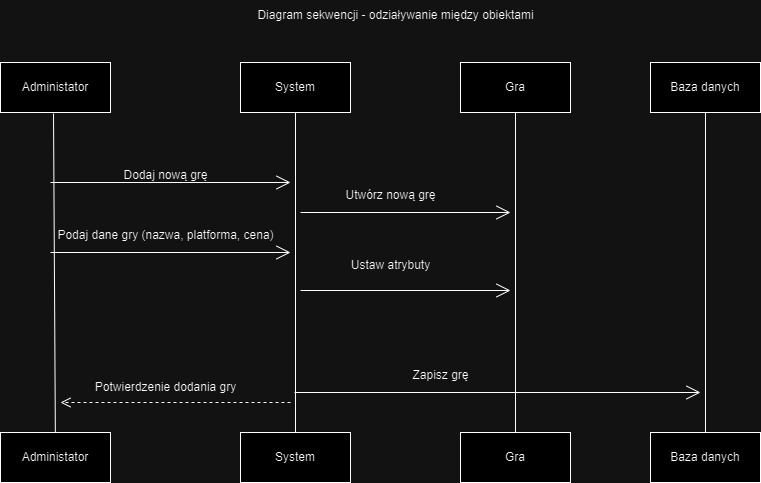 Diagram sekwencji - odziaływanie między obiektami
Administator
System
Gra
Baza danych
Dodaj nową grę
Utwórz nową grę
Podaj dane gry (nazwa, platforma, cena)
Ustaw atrybuty
Zapisz grę
Potwierdzenie dodania gry
Administator
System
Gra
Baza danych